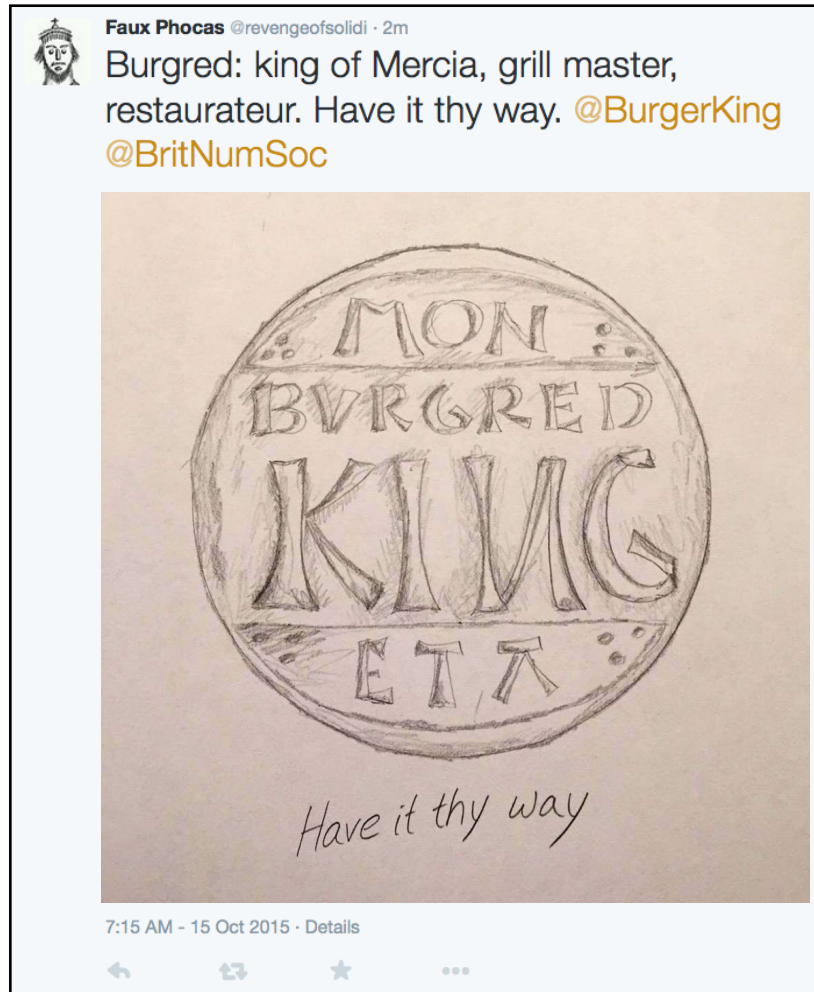 Faux Phocas @revengeofsolidi · 2m
Burgred: king of Mercia, grill master,
restaurateur. Have it thy way. @BurgerKing
@BritNumSoc
MON
BVRGRED
KING
ETA
Have it thy way
7:15 AM - 15 Oct 2015 · Details